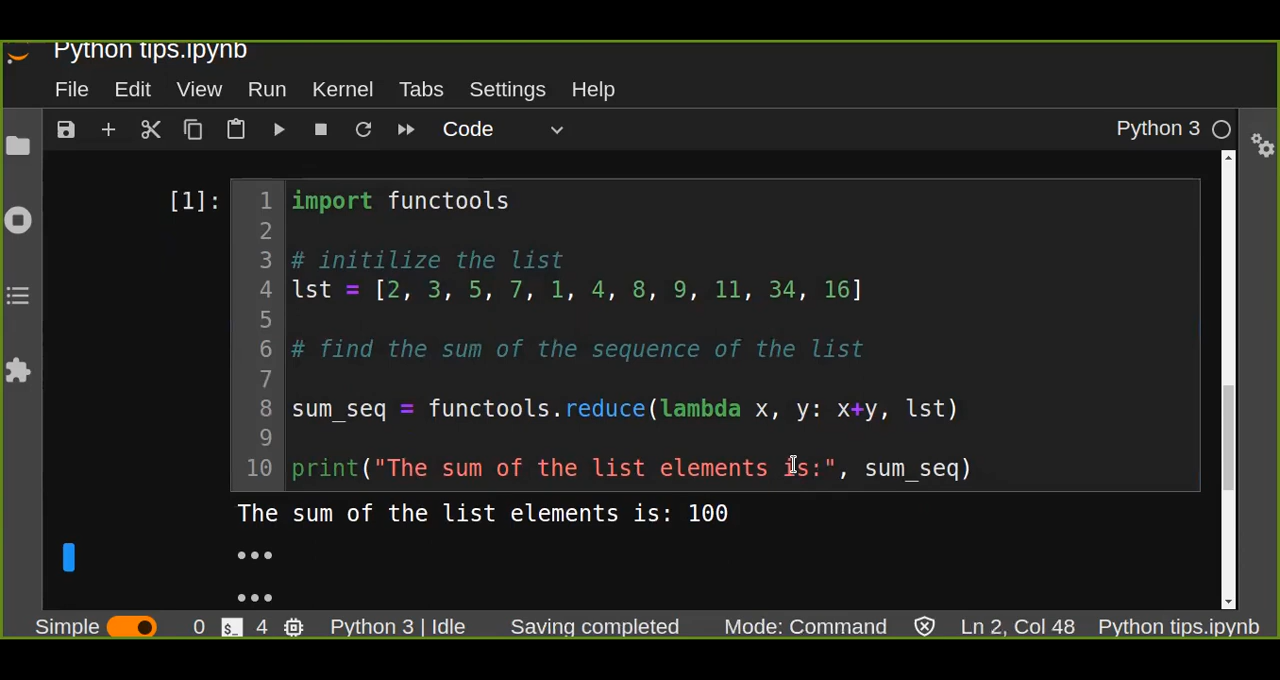 Python tips.ipynb
File Edit View Run Kernel Tabs Settings Help
Code Python 3
[1]: 1 import functools
2
3 # initilize the list
4 lst = [2, 3, 5, 7, 1, 4, 8, 9, 11, 34, 16]
5
6 # find the sum of the sequence of the list
7
8 sum_seq = functools.reduce(lambda x, y: x+y, lst)
9
10 print("The sum of the list elements is:", sum_seq)
The sum of the list elements is: 100
•••
•••
Simple 0 $_ 4 Python 3 | Idle Saving completed Mode: Command Ln 2, Col 48 Python tips.ipynb